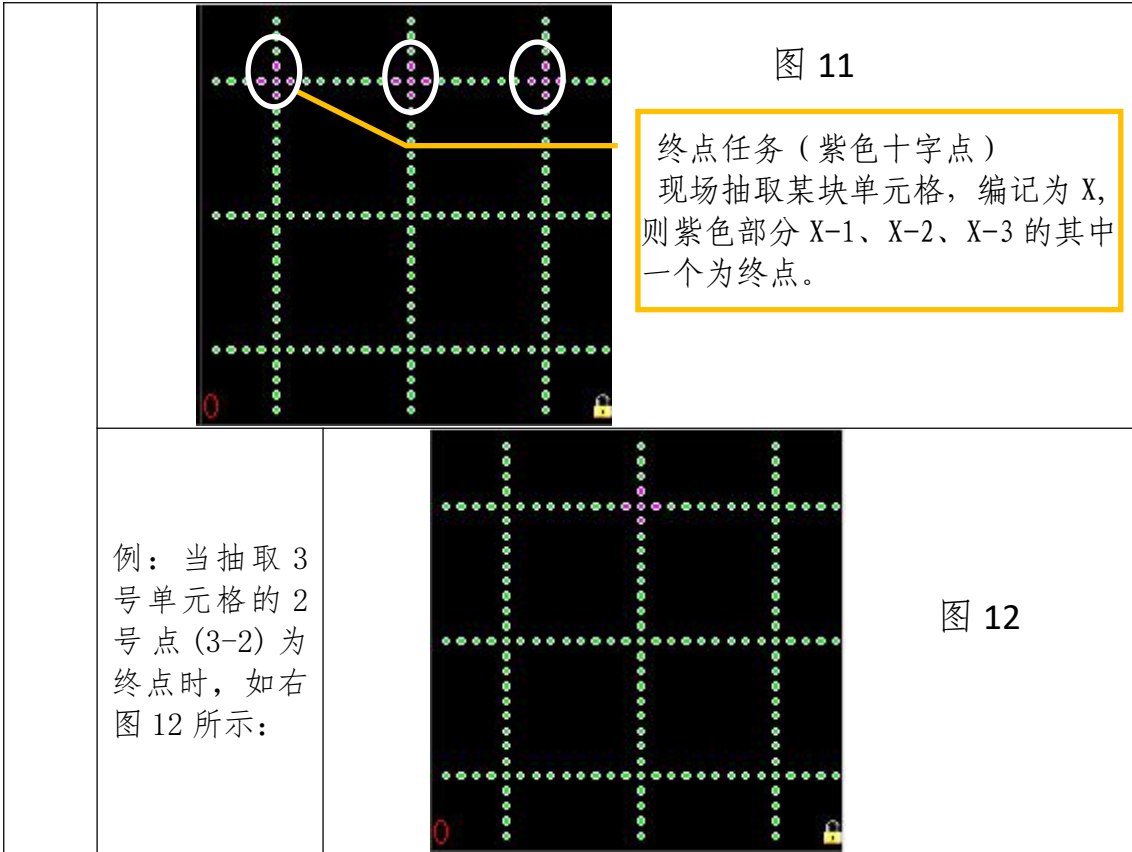 图 11
终点任务（紫色十字点）
现场抽取某块单元格，编记为 X，
则紫色部分 X-1、X-2、X-3 的其中
一个为终点。
0
例：当抽取 3
号单元格的 2
号点(3-2)为
终点时，如右
图 12 所示：
图 12
0